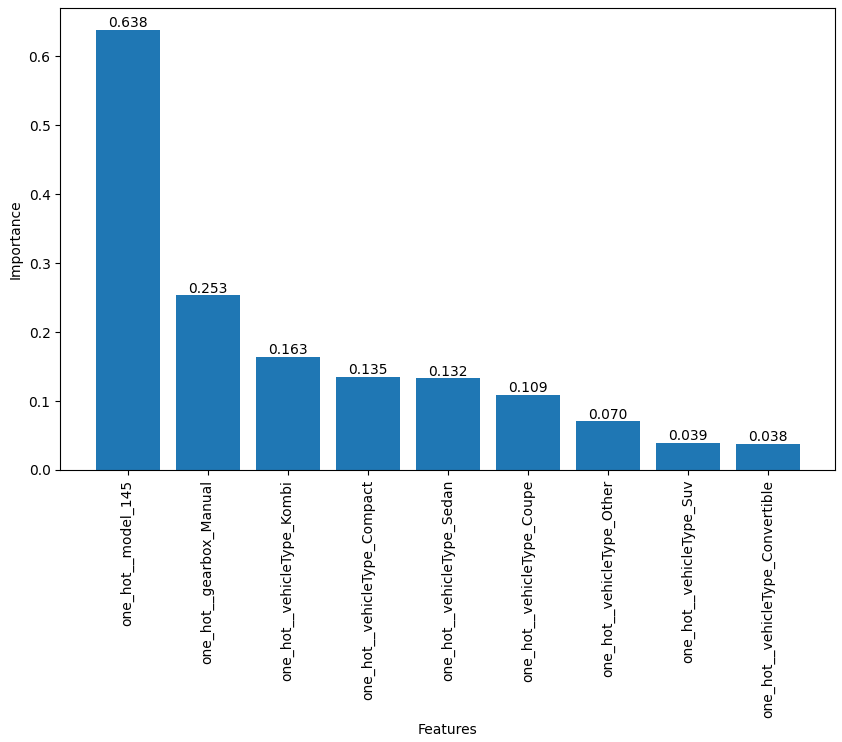 0.638
0.253
0.163
0.135
0.132
0.109
0.070
0.039
0.038
0.6
0.5
0.4
0.3
0.2
0.1
0.0
Importance
one_hot__model_145
one_hot__gearbox_Manual
one_hot__vehicleType_Kombi
one_hot__vehicleType_Compact
one_hot__vehicleType_Sedan
one_hot__vehicleType_Coupe
one_hot__vehicleType_Other
one_hot__vehicleType_Suv
one_hot__vehicleType_Convertible
Features